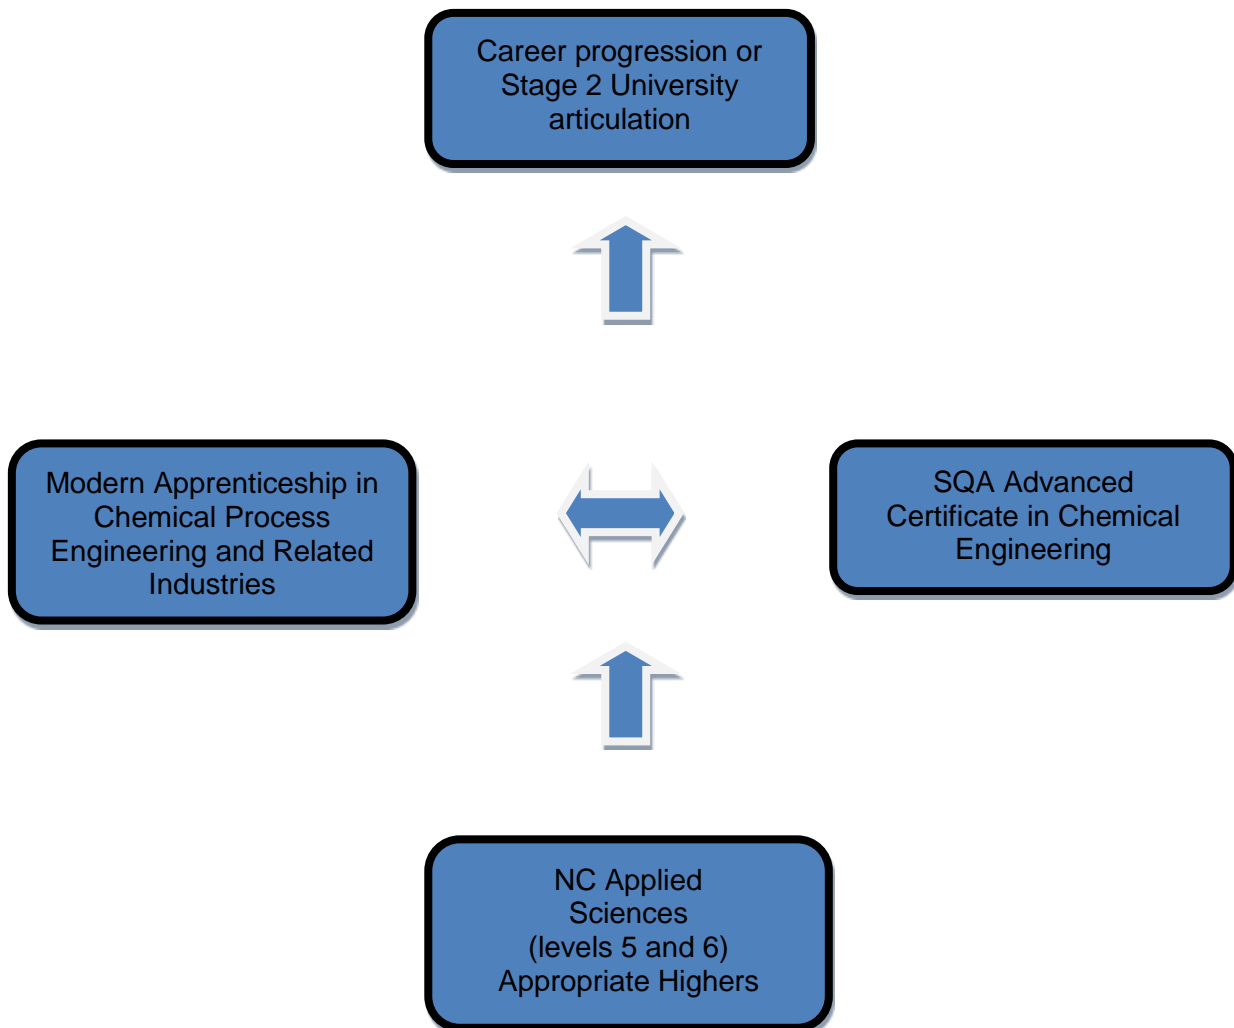 Career progression or
Stage 2 University
articulation
Modern Apprenticeship in
Chemical Process
Engineering and Related
Industries
SQA Advanced
Certificate in Chemical
Engineering
NC Applied
Sciences
(levels 5 and 6)
Appropriate Highers